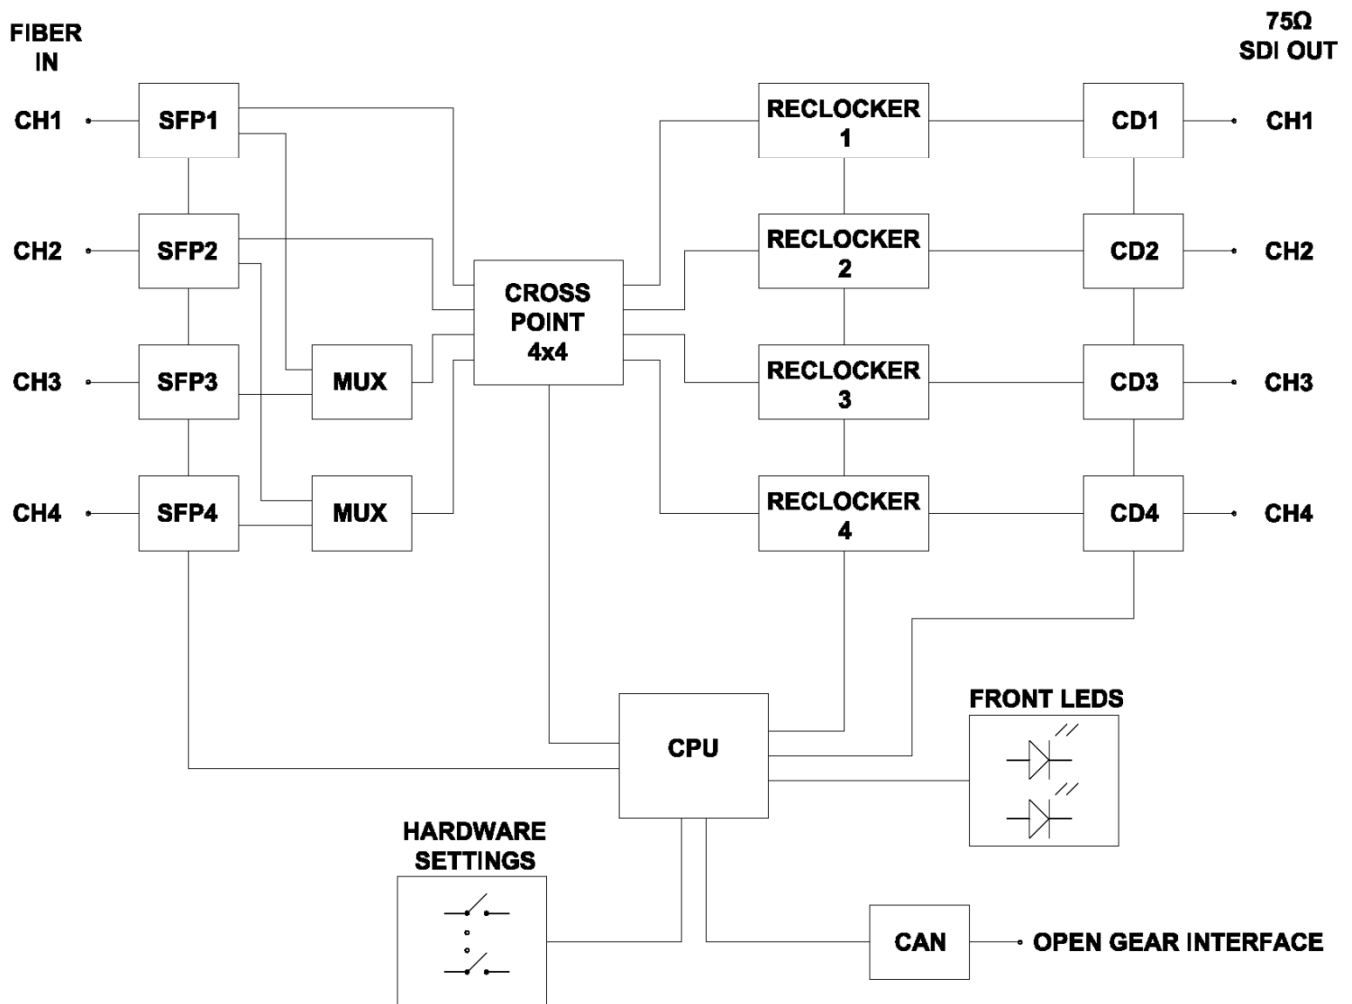 FIBER
IN
75Ω
SDI OUT
CH1
SFP1
RECLOCKER
1
CD1
CH1
CH2
SFP2
RECLOCKER
2
CD2
CH2
CROSS
POINT
4x4
CH3
SFP3
MUX
RECLOCKER
3
CD3
CH3
CH4
SFP4
MUX
RECLOCKER
4
CD4
CH4
CPU
FRONT LEDS
HARDWARE
SETTINGS
CAN
OPEN GEAR INTERFACE